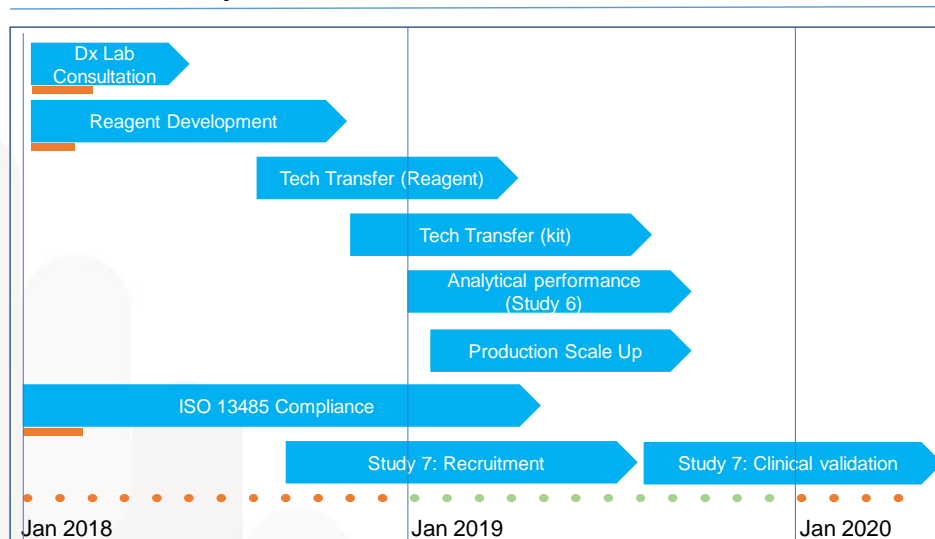 Dx Lab
Consultation
Reagent Development
Tech Transfer (Reagent)
Tech Transfer (kit)
Analytical performance
(Study 6)
Production Scale Up
ISO 13485 Compliance
Study 7: Recruitment
Study 7: Clinical validation
Jan 2018
Jan 2019
Jan 2020